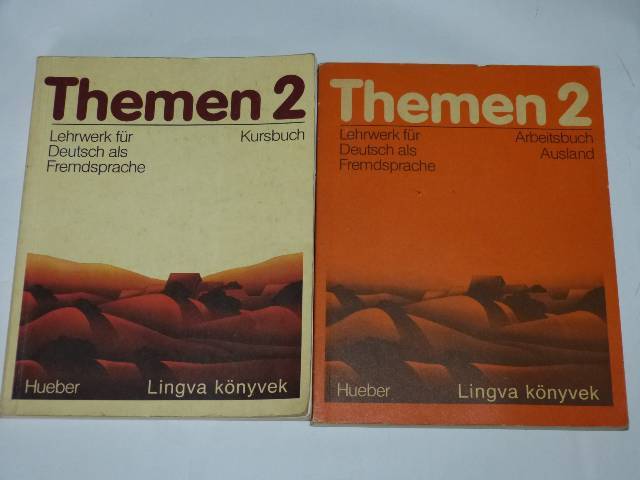 Themen 2
Lehrwerk für
Deutsch als
Fremdsprache
Kursbuch
Hueber
Lingva könyvek
Themen 2
Lehrwerk für
Deutsch als
Fremdsprache
Arbeitsbuch
Ausland
Hueber
Lingva könyvek